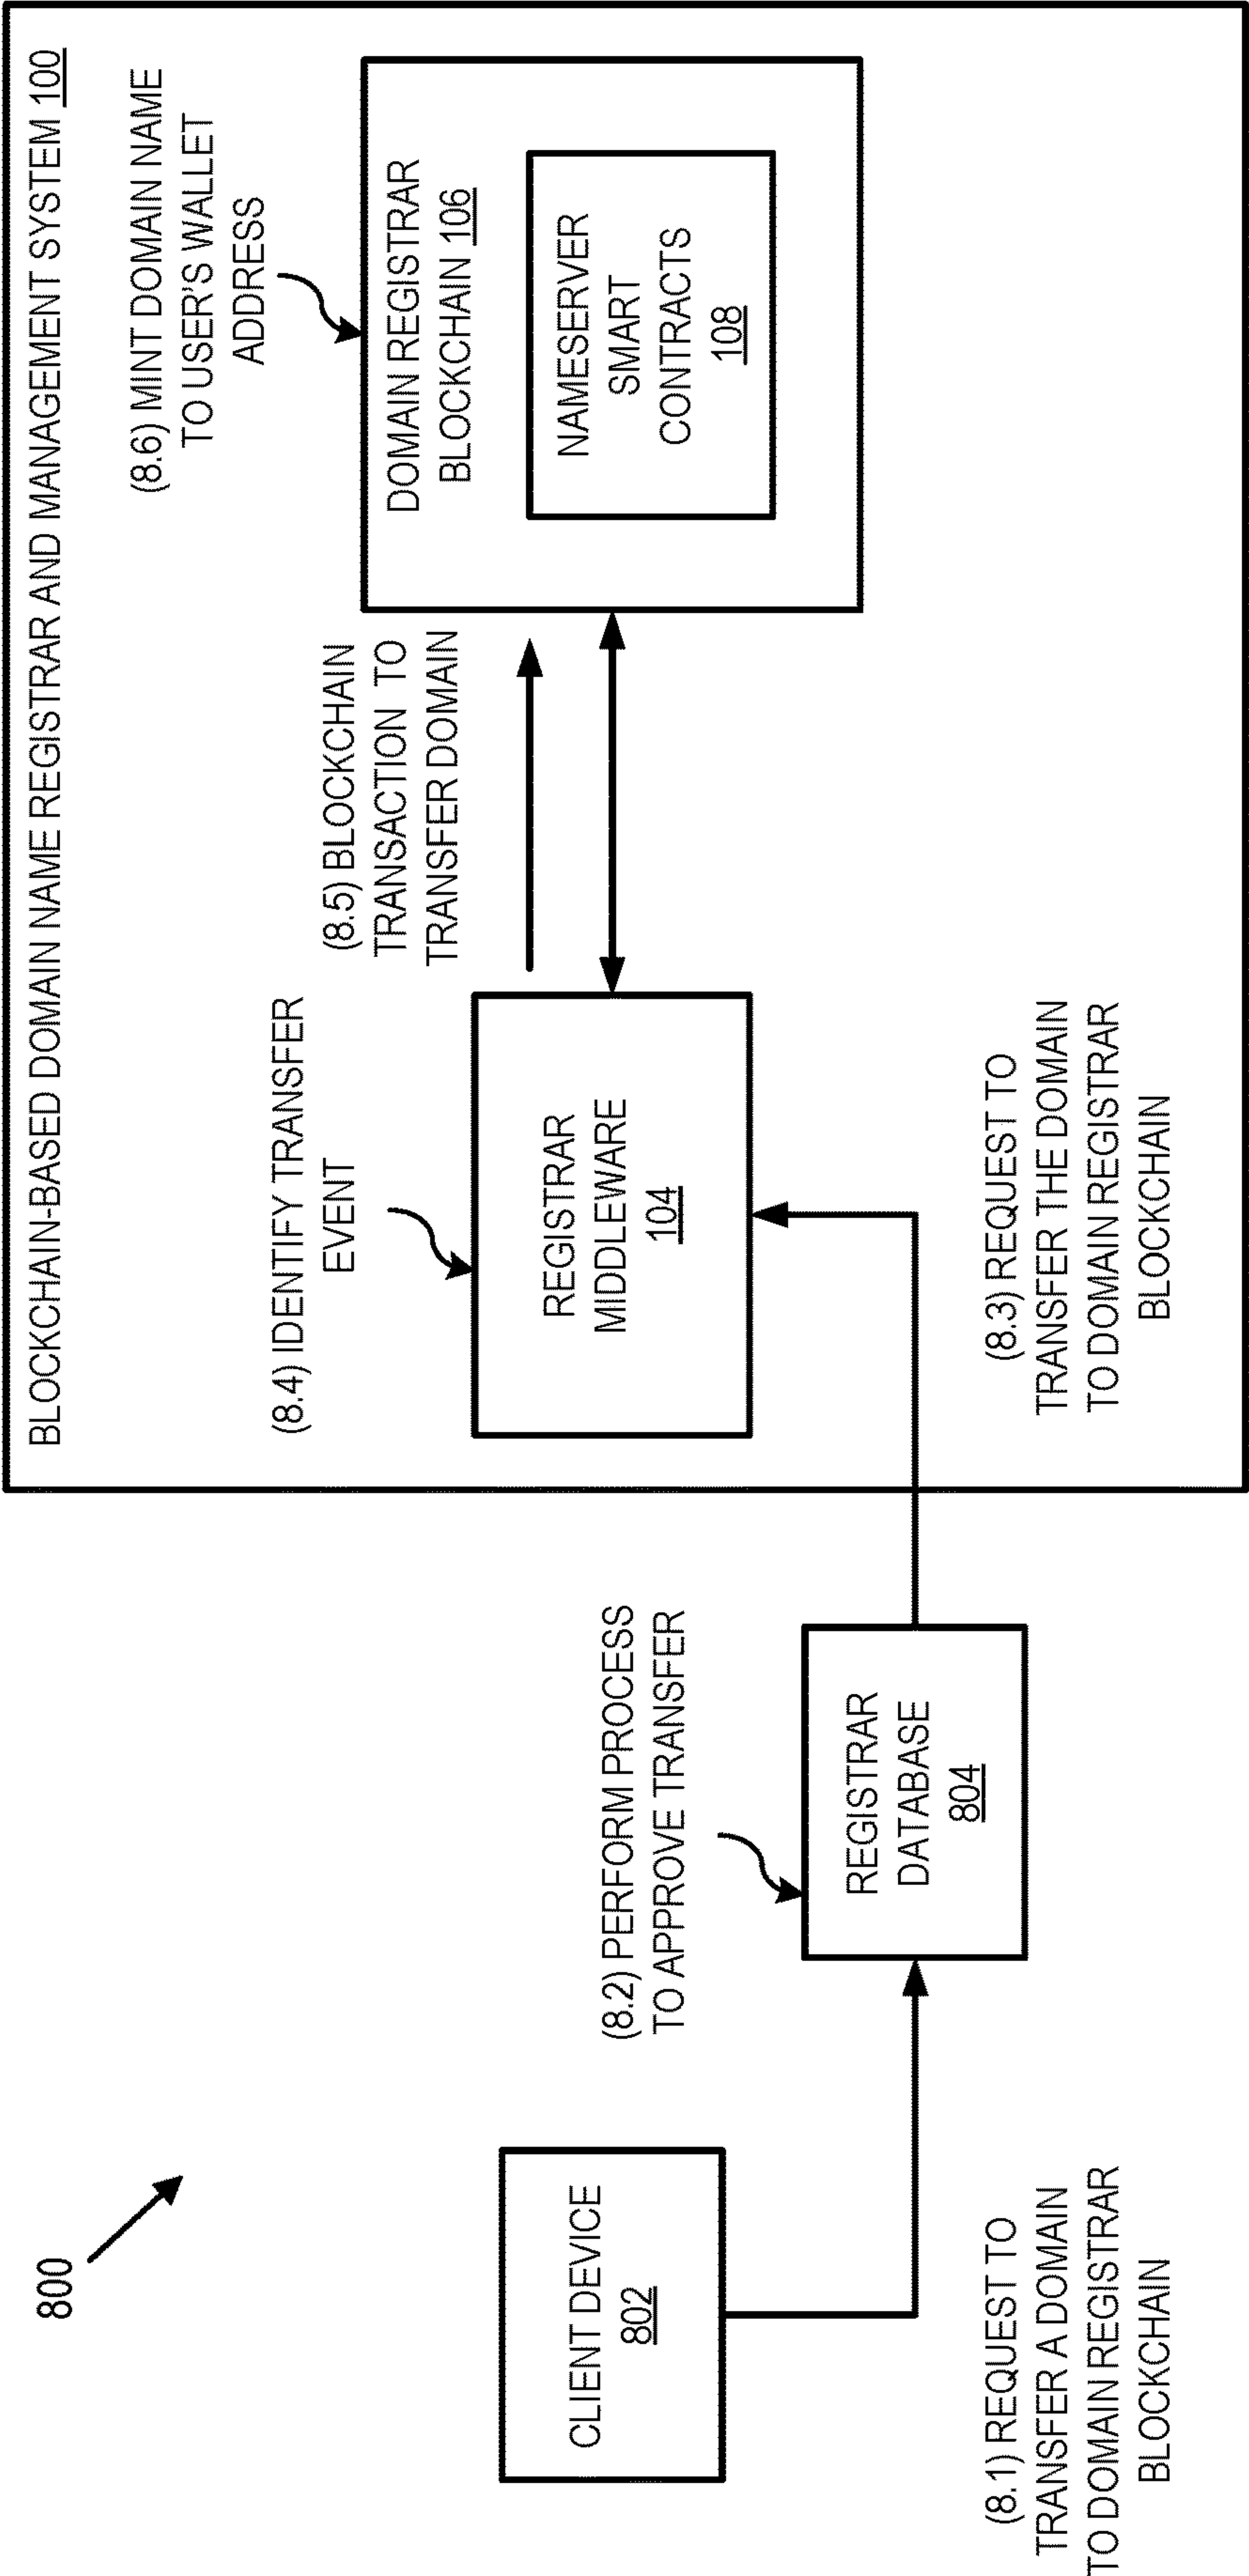 800
BLOCKCHAIN-BASED DOMAIN NAME REGISTRAR AND MANAGEMENT SYSTEM 100
CLIENT DEVICE
802
(8.1) REQUEST TO
TRANSFER A DOMAIN
TO DOMAIN REGISTRAR
BLOCKCHAIN
(8.2) PERFORM PROCESS
TO APPROVE TRANSFER
REGISTRAR
DATABASE
804
(8.3) REQUEST TO
TRANSFER THE DOMAIN
TO DOMAIN REGISTRAR
BLOCKCHAIN
(8.4) IDENTIFY TRANSFER
EVENT
REGISTRAR
MIDDLEWARE
104
(8.5) BLOCKCHAIN
TRANSACTION TO
TRANSFER DOMAIN
(8.6) MINT DOMAIN NAME
TO USER'S WALLET
ADDRESS
DOMAIN REGISTRAR
BLOCKCHAIN 106
NAMESERVER
SMART
CONTRACTS
108